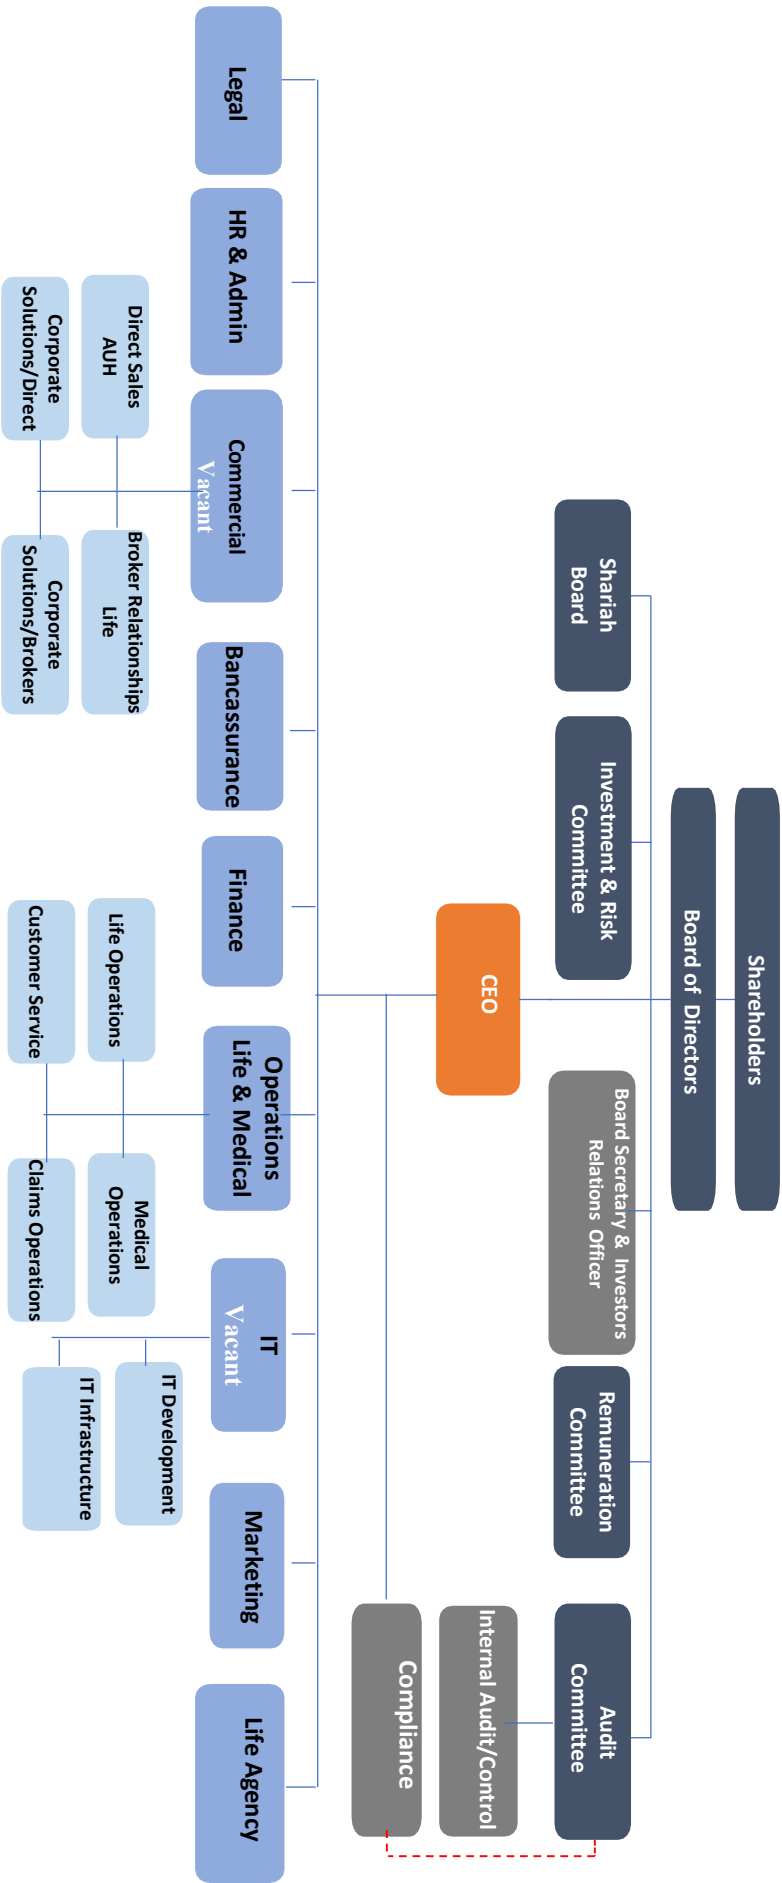 Shareholders
Board of Directors
Shariah
Board
Investment & Risk
Committee
Board Secretary & Investors
Relations Officer
Remuneration
Committee
Audit
Committee
CEO
Internal Audit/Control
Compliance
Legal
HR & Admin
Commercial
Vacant
Bancassurance
Finance
Operations
Life & Medical
IT
Vacant
Marketing
Life Agency
Direct Sales
AUH
Broker Relationships
Life
Corporate
Solutions/Direct
Corporate
Solutions/Brokers
Life Operations
Medical
Operations
Customer Service
Claims Operations
IT Development
IT Infrastructure